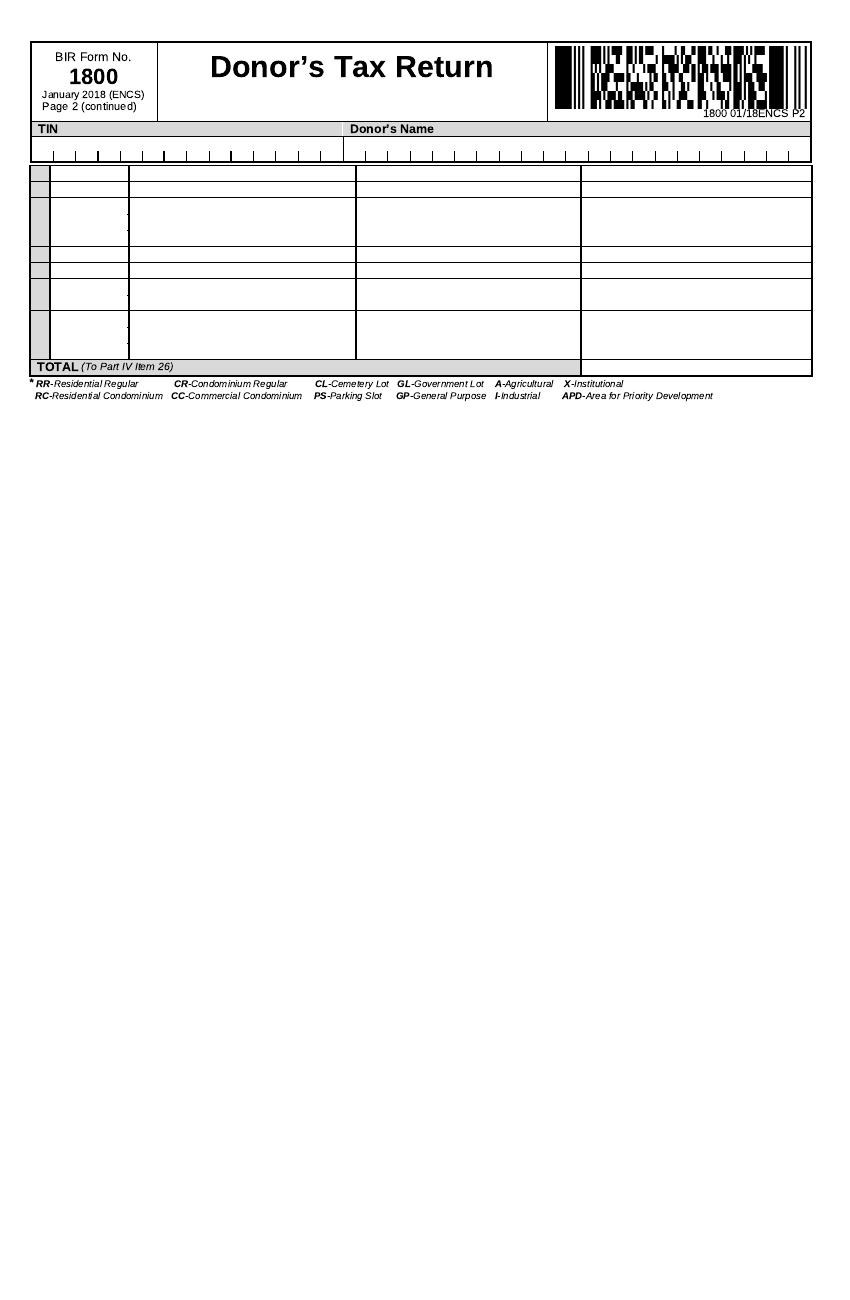 BIR Form No.
1800
January 2018 (ENCS)
Page 2 (continued)
Donor’s Tax Return
1800 01/18ENCS P2
TIN Donor's Name
TOTAL (To Part IV Item 26)
* RR-Residential Regular CR-Condominium Regular CL-Cemetery Lot GL-Government Lot A-Agricultural X-Institutional
RC-Residential Condominium CC-Commercial Condominium PS-Parking Slot GP-General Purpose I-Industrial APD-Area for Priority Development